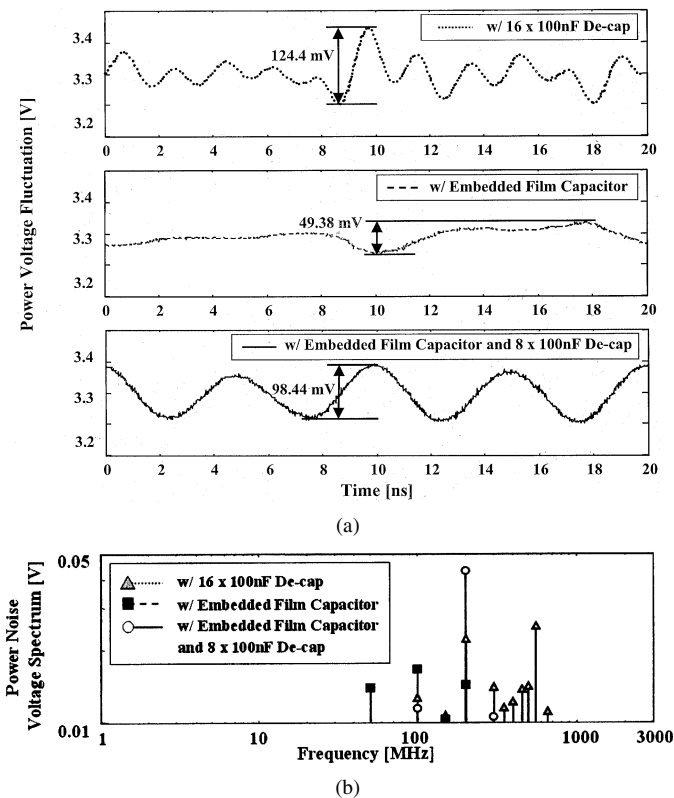 Power Voltage Fluctuation [V]
3.4
3.3
3.2
124.4 mV
w/ 16 x 100nF De-cap
0 2 4 6 8 10 12 14 16 18 20
3.4
3.3
3.2
49.38 mV
w/ Embedded Film Capacitor
0 2 4 6 8 10 12 14 16 18 20
3.4
3.3
3.2
98.44 mV
w/ Embedded Film Capacitor and 8 x 100nF De-cap
0 2 4 6 8 10 12 14 16 18 20
Time [ns]
(a)
Power Noise
Voltage Spectrum [V]
0.05
0.01
w/ 16 x 100nF De-cap
w/ Embedded Film Capacitor
w/ Embedded Film Capacitor
and 8 x 100nF De-cap
1 10 100 1000 3000
Frequency [MHz]
(b)